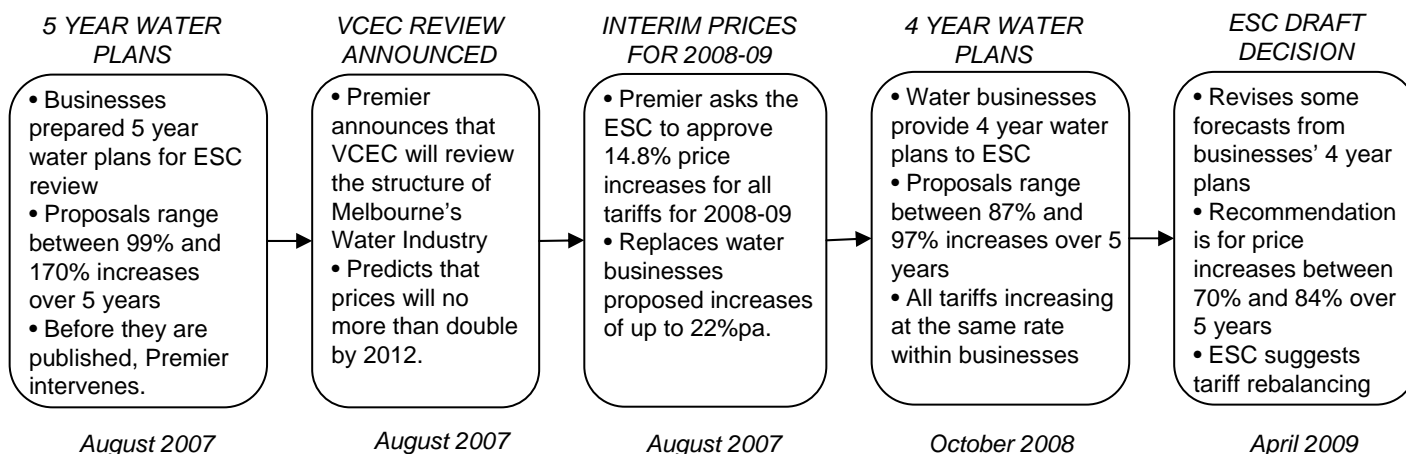 5 YEAR WATER
PLANS
• Businesses
prepared 5 year
water plans for ESC
review
• Proposals range
between 99% and
170% increases
over 5 years
• Before they are
published, Premier
intervenes.
August 2007
VCEC REVIEW
ANNOUNCED
• Premier
announces that
VCEC will review
the structure of
Melbourne's
Water Industry
• Predicts that
prices will no
more than double
by 2012.
August 2007
INTERIM PRICES
FOR 2008-09
• Premier asks the
ESC to approve
14.8% price
increases for all
tariffs for 2008-09
• Replaces water
businesses
proposed increases
of up to 22%pa.
August 2007
4 YEAR WATER
PLANS
• Water businesses
provide 4 year water
plans to ESC
• Proposals range
between 87% and
97% increases over 5
years
• All tariffs increasing
at the same rate
within businesses
October 2008
ESC DRAFT
DECISION
• Revises some
forecasts from
businesses' 4 year
plans
• Recommendation
is for price
increases between
70% and 84% over
5 years
• ESC suggests
tariff rebalancing
April 2009